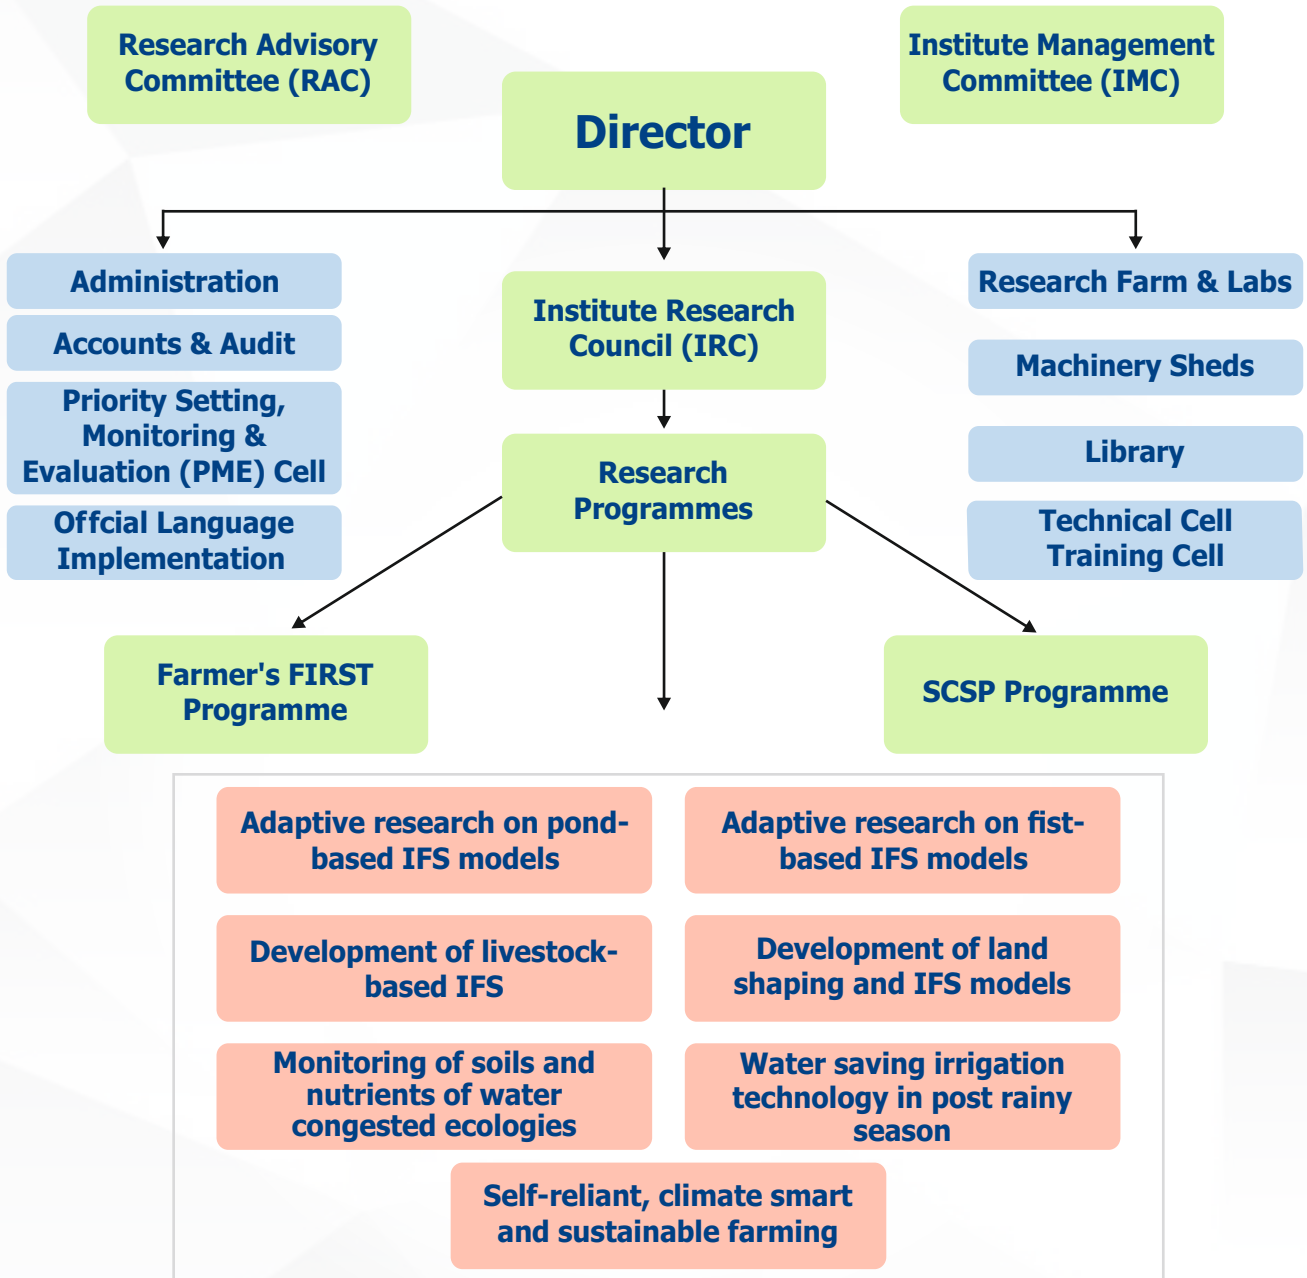 Research Advisory
Committee (RAC)
Institute Management
Committee (IMC)
Director
Administration
Accounts & Audit
Priority Setting,
Monitoring &
Evaluation (PME) Cell
Offcial Language
Implementation
Institute Research
Council (IRC)
Research
Programmes
Research Farm & Labs
Machinery Sheds
Library
Technical Cell
Training Cell
Farmer's FIRST
Programme
SCSP Programme
Adaptive research on pond-
based IFS models
Adaptive research on fist-
based IFS models
Development of livestock-
based IFS
Development of land
shaping and IFS models
Monitoring of soils and
nutrients of water
congested ecologies
Water saving irrigation
technology in post rainy
season
Self-reliant, climate smart
and sustainable farming